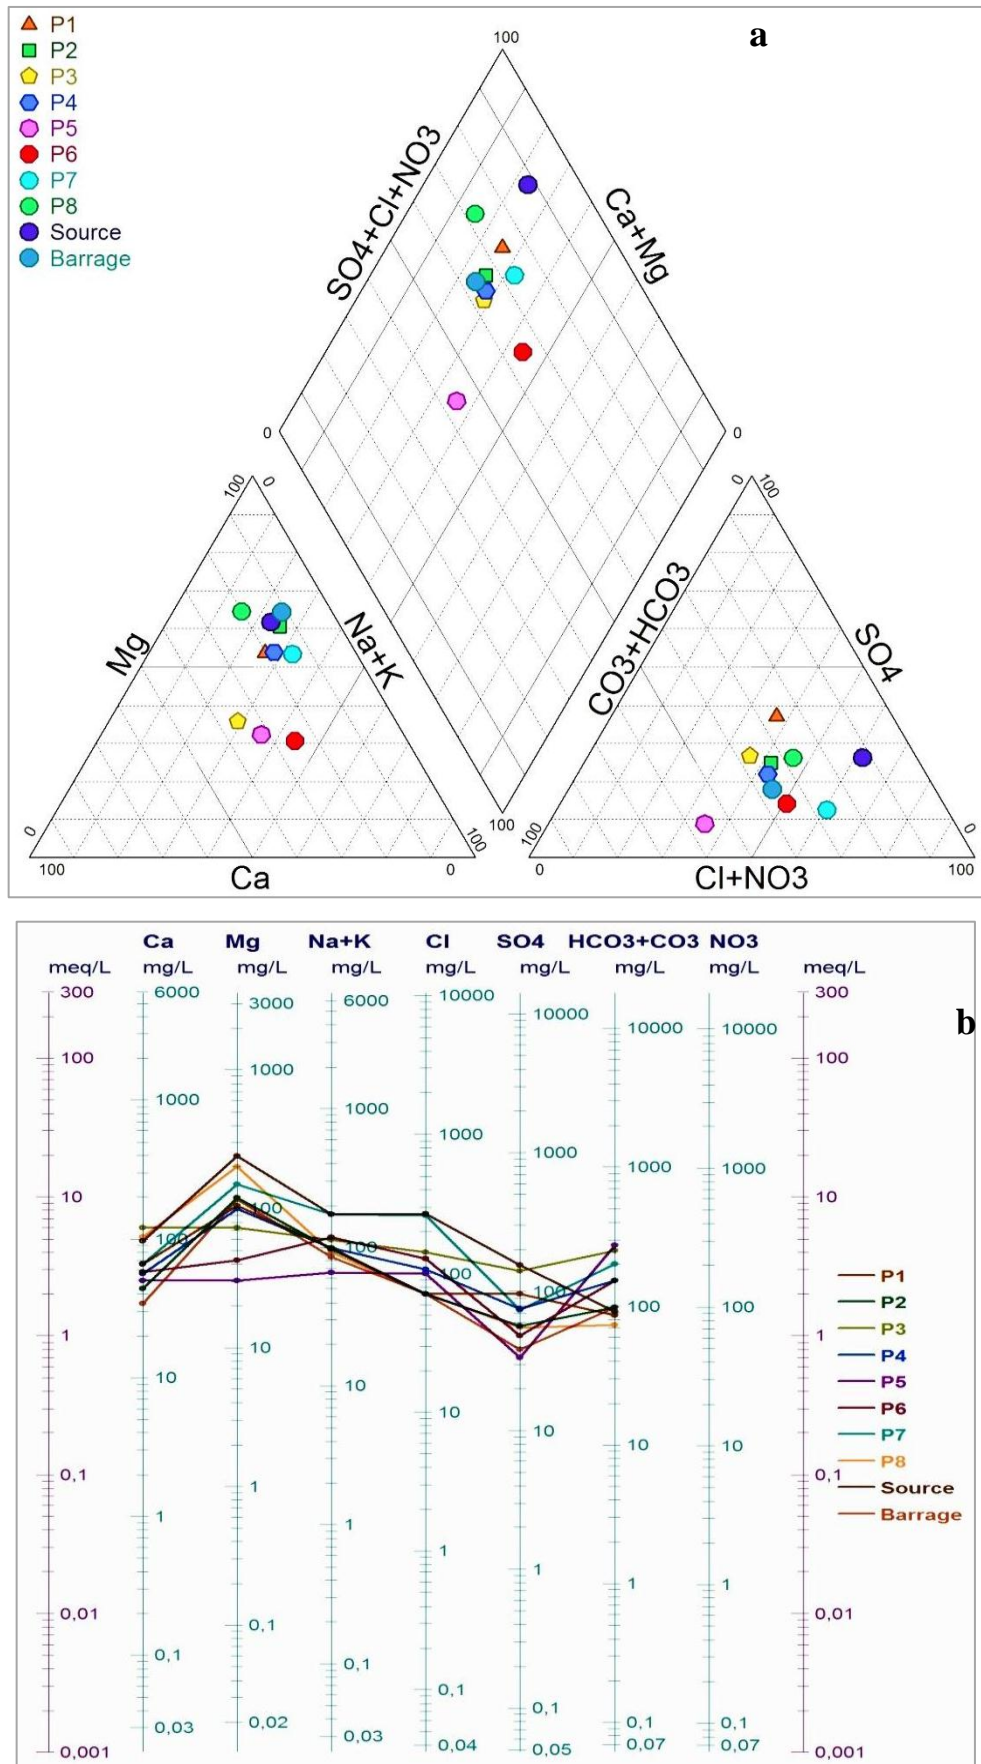 P1
P2
P3
P4
P5
P6
P7
P8
Source
Barrage
a
100
SO4+Cl+NO3
Ca+Mg
0
0
100
100
0
Mg
Na+K
0
100
100
Ca
0
0
100
CO3+HCO3
SO4
100
0
0
Cl+NO3
100
b
Ca Mg Na+K Cl SO4 HCO3+CO3 NO3
meq/L mg/L mg/L mg/L mg/L mg/L mg/L mg/L meq/L
300 6000 3000 6000 10000 10000 10000 10000 300
100 1000 1000 1000 1000 1000 1000 1000 100
10 100 100 100 100 100 100 100 10
1 10 10 10 10 10 10 10 1
0,1 1 1 1 1 1 1 1 0,1
0,01 0,1 0,1 0,1 0,1 0,1 0,1 0,1 0,01
0,001 0,03 0,02 0,03 0,04 0,05 0,07 0,07 0,001
P1
P2
P3
P4
P5
P6
P7
P8
Source
Barrage